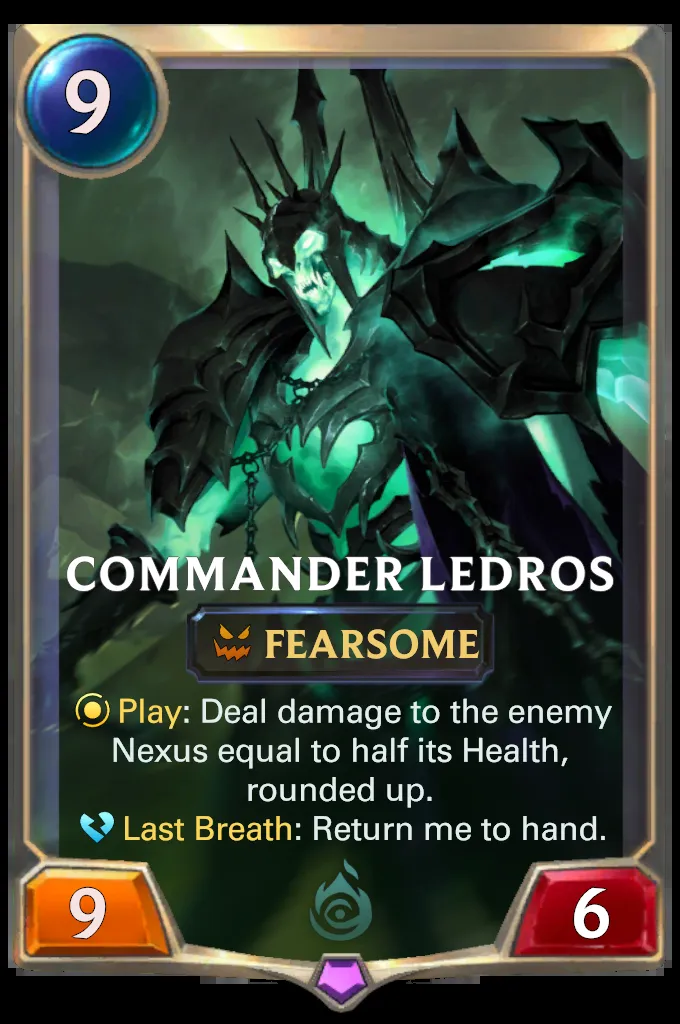 9
COMMANDER LEDROS
FEARSOME
Play: Deal damage to the enemy
Nexus equal to half its Health,
rounded up.
Last Breath: Return me to hand.
9
6